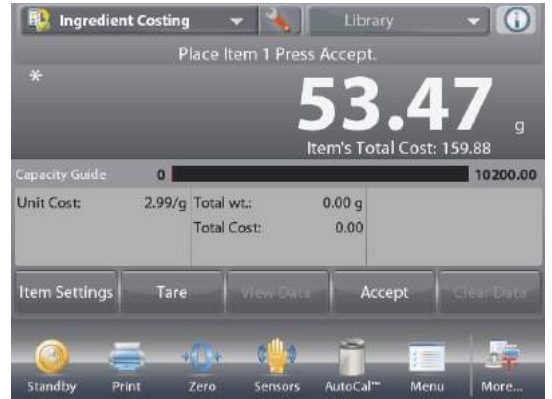 Ingredient Costing Library
Place Item 1 Press Accept.
*
53.47 g
Item's Total Cost: 159.88
Capacity Guide 0 10200.00
Unit Cost: 2.99/g Total wt.: 0.00 g
Total Cost: 0.00
Item Settings Tare View Data Accept Clear Data
Standby Print Zero Sensors AutoCal™ Menu More...